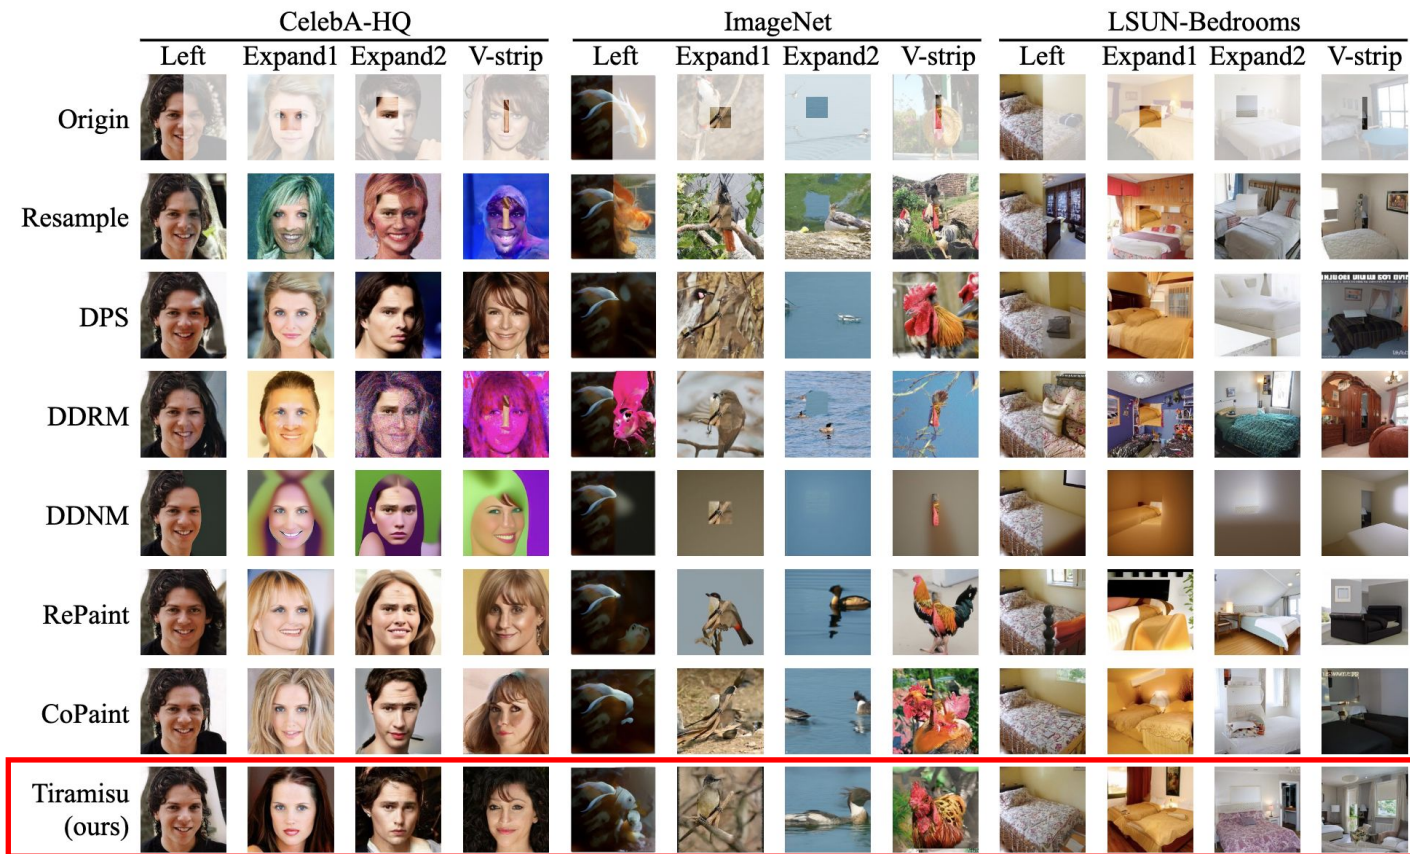 CelebA-HQ ImageNet LSUN-Bedrooms
Left Expand1 Expand2 V-strip Left Expand1 Expand2 V-strip Left Expand1 Expand2 V-strip
Origin
Resample
DPS
DDRM
DDNM
RePaint
CoPaint
Tiramisu
(ours)